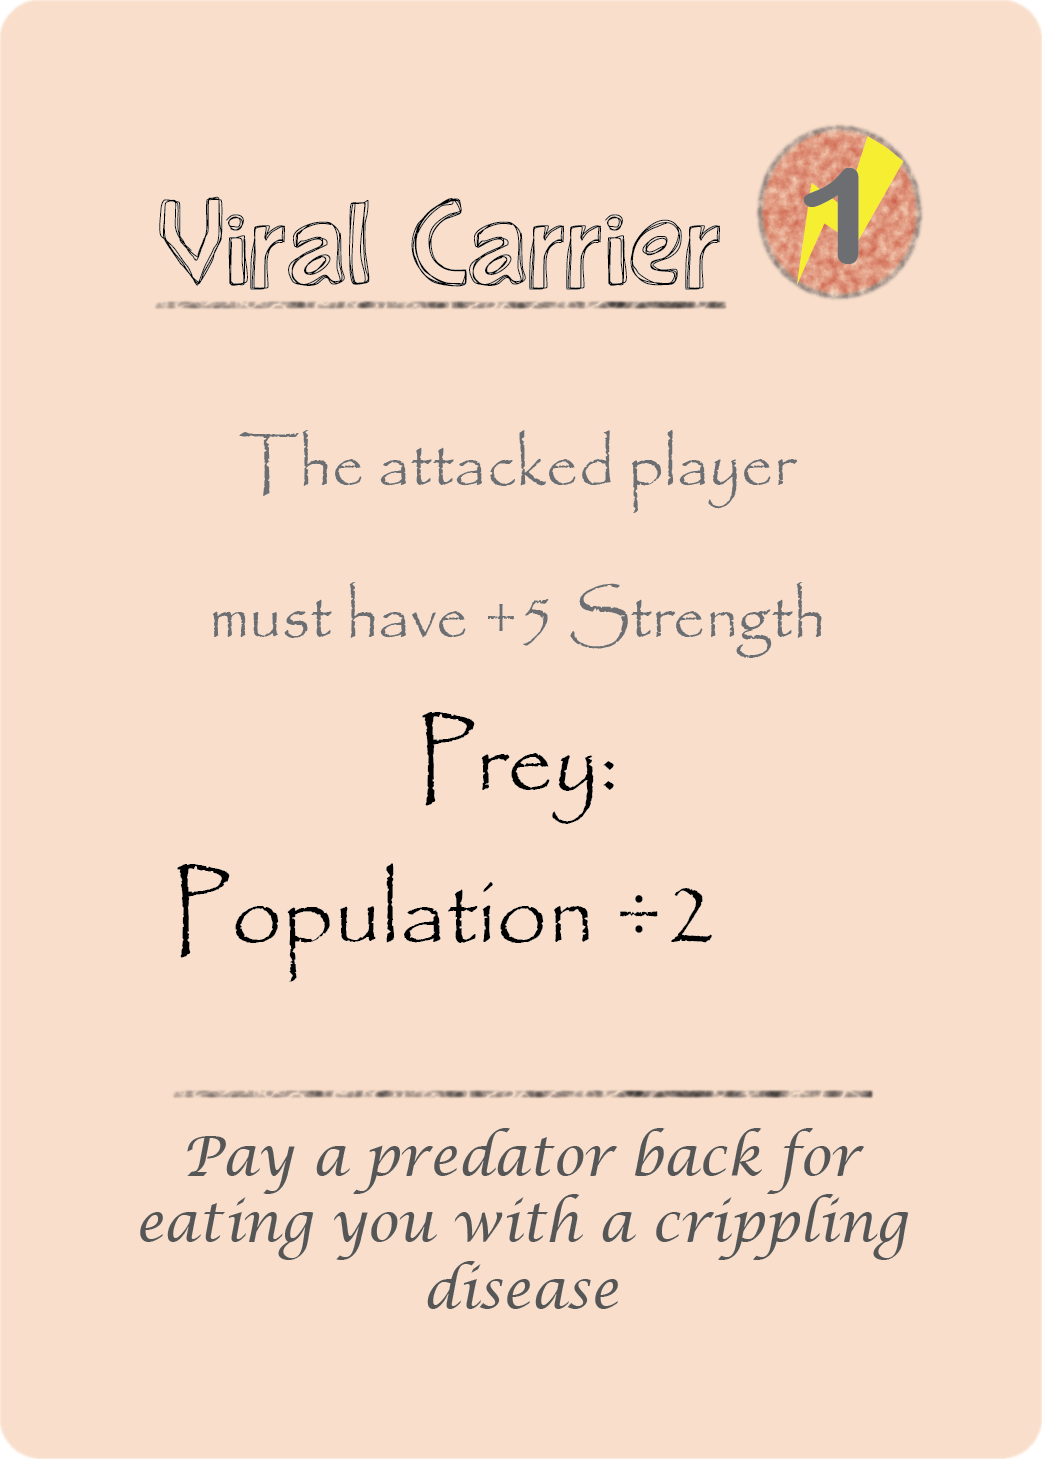 Viral Carrier
1
The attacked player
must have +5 Strength
Prey:
Population ÷2
Pay a predator back for
eating you with a crippling
disease